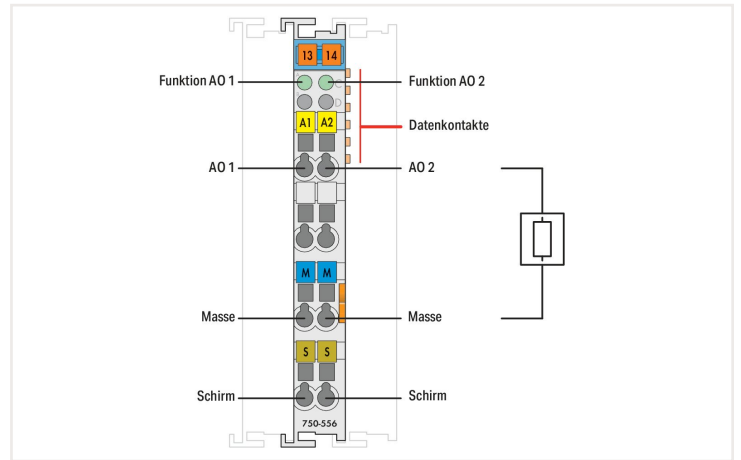 13 14
Funktion AO 1
Funktion AO 2
C
D
Datenkontakte
A1 A2
AO 1
AO 2
M M
Masse
Masse
S S
Schirm
Schirm
750-556